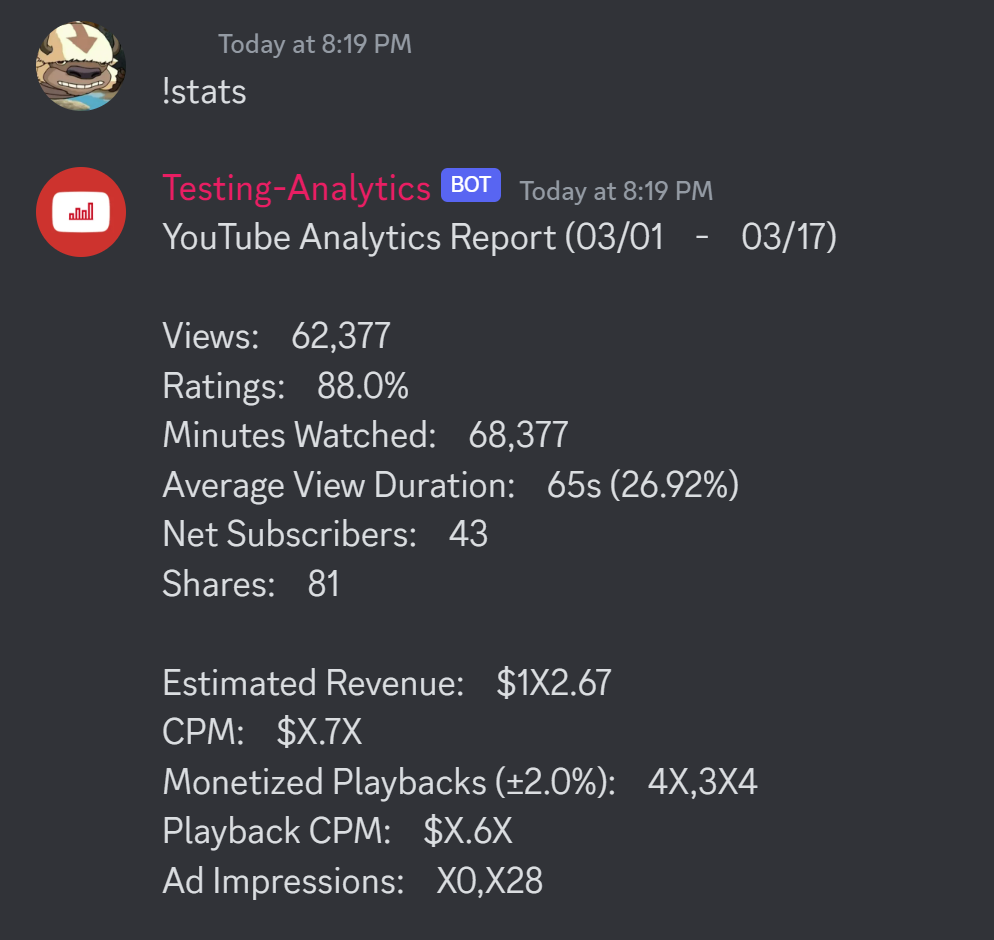 Today at 8:19 PM
!stats
Testing-Analytics BOT Today at 8:19 PM
YouTube Analytics Report (03/01 - 03/17)
Views: 62,377
Ratings: 88.0%
Minutes Watched: 68,377
Average View Duration: 65s (26.92%)
Net Subscribers: 43
Shares: 81
Estimated Revenue: $1X2.67
CPM: $X.7X
Monetized Playbacks (±2.0%): 4X,3X4
Playback CPM: $X.6X
Ad Impressions: X0,X28